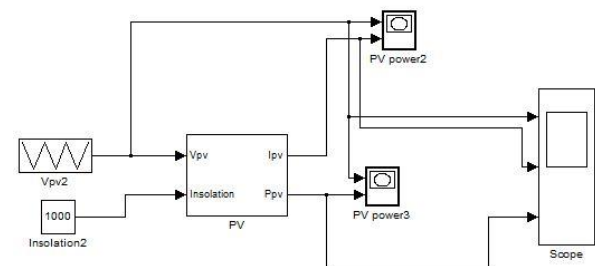 PV power2
Vpv
Ipv
Vpv2
Insolation
Ppv
1000
PV power3
PV
Insolation2
Scope